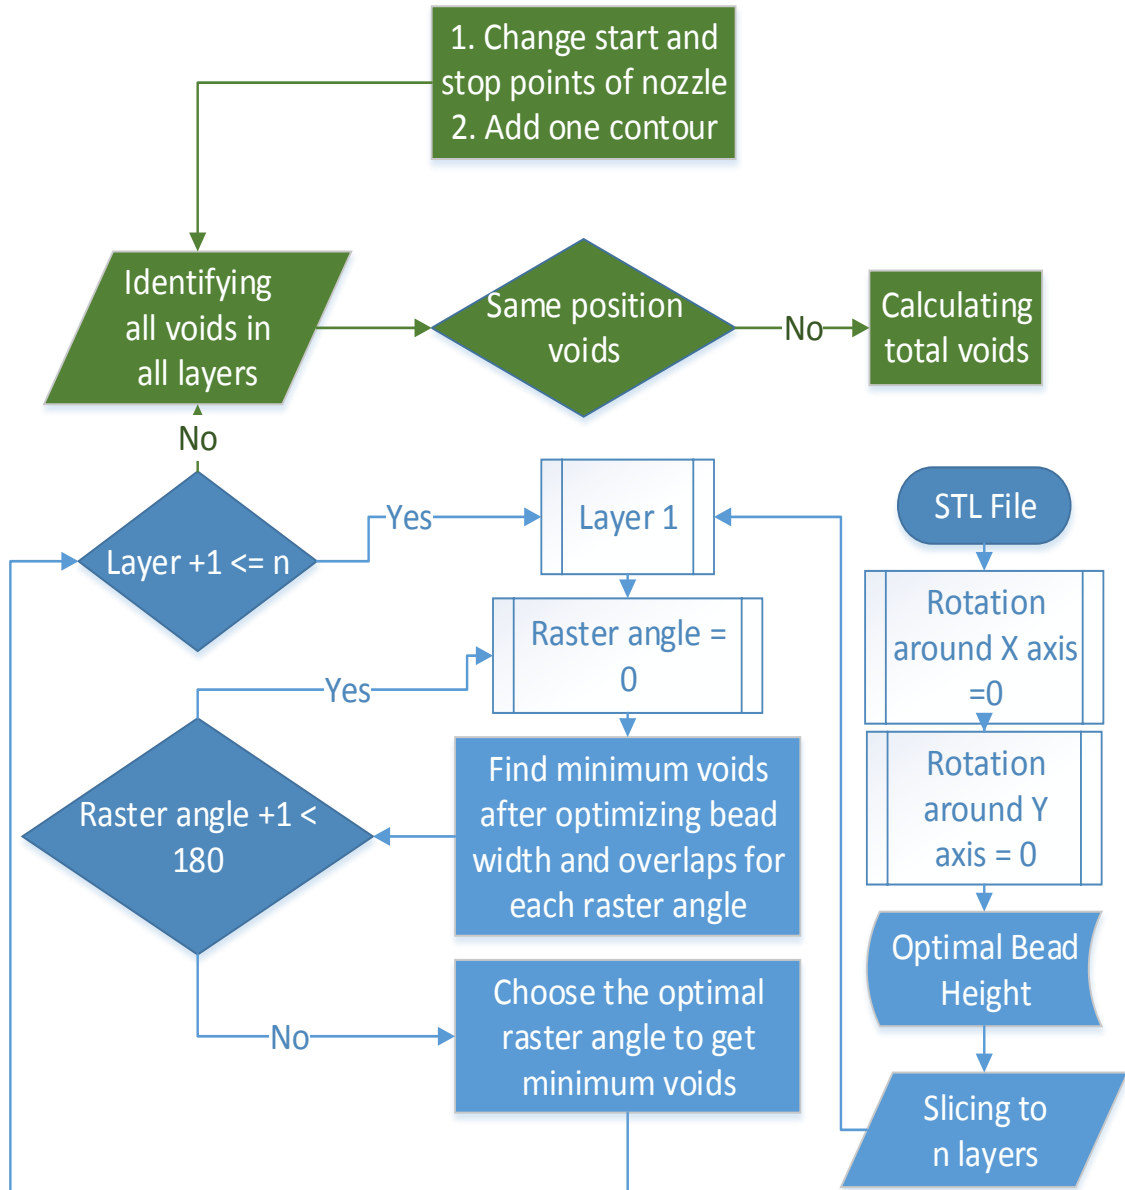 1. Change start and
stop points of nozzle
2. Add one contour
Identifying
all voids in
all layers
Same position
voids
No
Calculating
total voids
No
Layer +1 <= n
Yes
Layer 1
STL File
Rotation
around X axis
=0
Raster angle =
0
Yes
Rotation
around Y
axis = 0
Raster angle +1 <
180
Find minimum voids
after optimizing bead
width and overlaps for
each raster angle
Optimal Bead
Height
No
Choose the optimal
raster angle to get
minimum voids
Slicing to
n layers